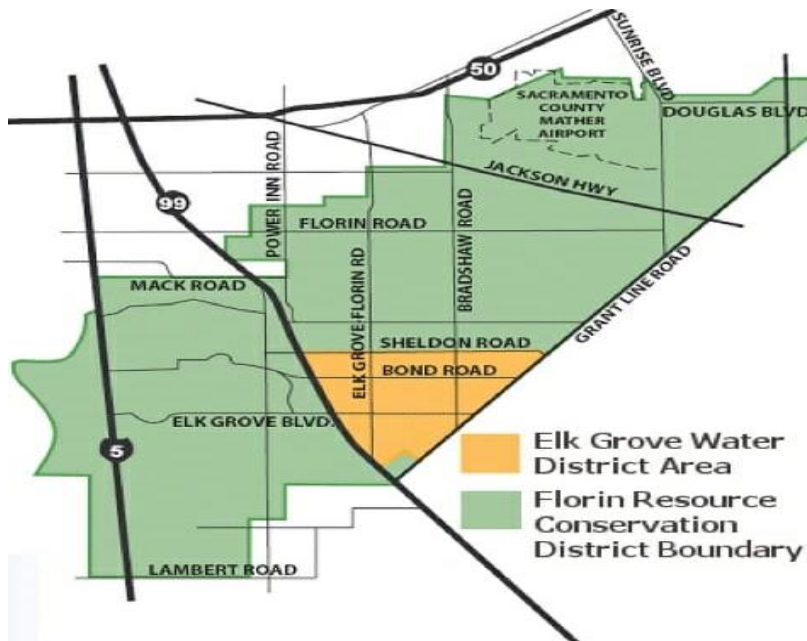 SUNRISE BLVD
50
SACRAMENTO
COUNTY
MATHER
AIRPORT
DOUGLAS BLVD
JACKSON HWY
99
POWER INN ROAD
FLORIN ROAD
ELK GROVE-FLORIN RD
BRADSHAW ROAD
GRANT LINE ROAD
MACK ROAD
SHELDON ROAD
BOND ROAD
ELK GROVE BLVD.
5
LAMBERT ROAD
Elk Grove Water
District Area
Florin Resource
Conservation
District Boundary